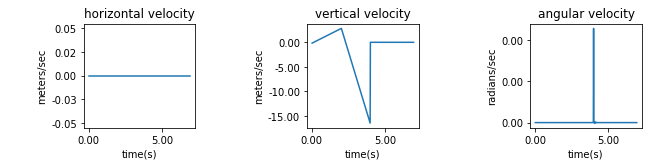 horizontal velocity
meters/sec
0.05
0.02
0.00
-0.03
-0.05
0.00
5.00
time(s)
vertical velocity
meters/sec
0.00
-5.00
-10.00
-15.00
0.00
5.00
time(s)
angular velocity
radians/sec
0.00
0.00
0.00
0.00
5.00
time(s)